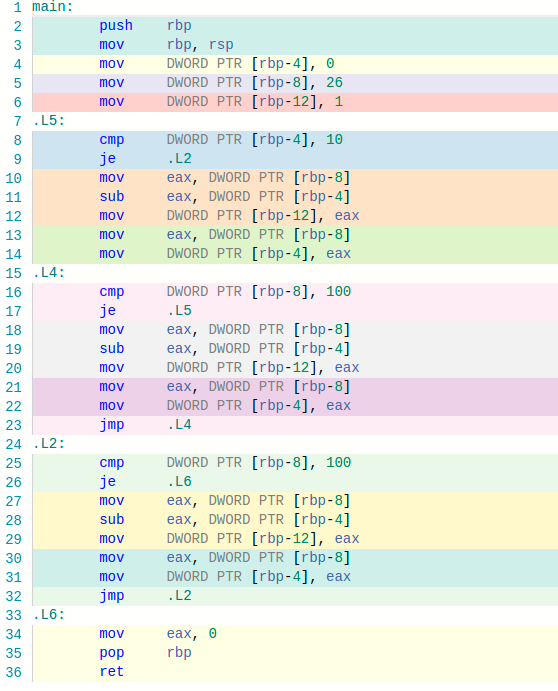 1 main:
2 push rbp
3 mov rbp, rsp
4 mov DWORD PTR [rbp-4], 0
5 mov DWORD PTR [rbp-8], 26
6 mov DWORD PTR [rbp-12], 1
7 .L5:
8 cmp DWORD PTR [rbp-4], 10
9 je .L2
10 mov eax, DWORD PTR [rbp-8]
11 sub eax, DWORD PTR [rbp-4]
12 mov DWORD PTR [rbp-12], eax
13 mov eax, DWORD PTR [rbp-8]
14 mov DWORD PTR [rbp-4], eax
15 .L4:
16 cmp DWORD PTR [rbp-8], 100
17 je .L5
18 mov eax, DWORD PTR [rbp-8]
19 sub eax, DWORD PTR [rbp-4]
20 mov DWORD PTR [rbp-12], eax
21 mov eax, DWORD PTR [rbp-8]
22 mov DWORD PTR [rbp-4], eax
23 jmp .L4
24 .L2:
25 cmp DWORD PTR [rbp-8], 100
26 je .L6
27 mov eax, DWORD PTR [rbp-8]
28 sub eax, DWORD PTR [rbp-4]
29 mov DWORD PTR [rbp-12], eax
30 mov eax, DWORD PTR [rbp-8]
31 mov DWORD PTR [rbp-4], eax
32 jmp .L2
33 .L6:
34 mov eax, 0
35 pop rbp
36 ret